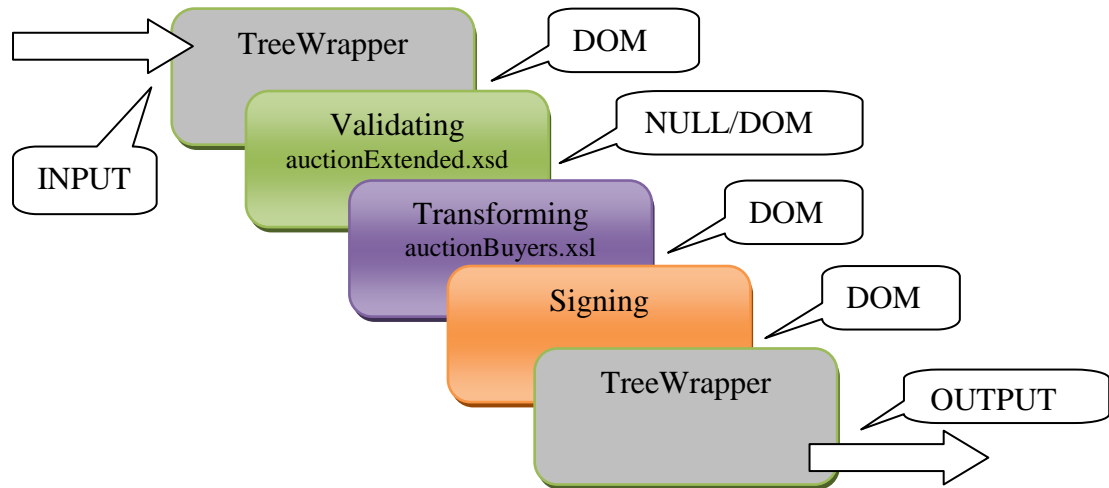 TreeWrapper
DOM
INPUT
Validating
auctionExtended.xsd
NULL/DOM
Transforming
auctionBuyers.xsl
DOM
Signing
DOM
TreeWrapper
OUTPUT